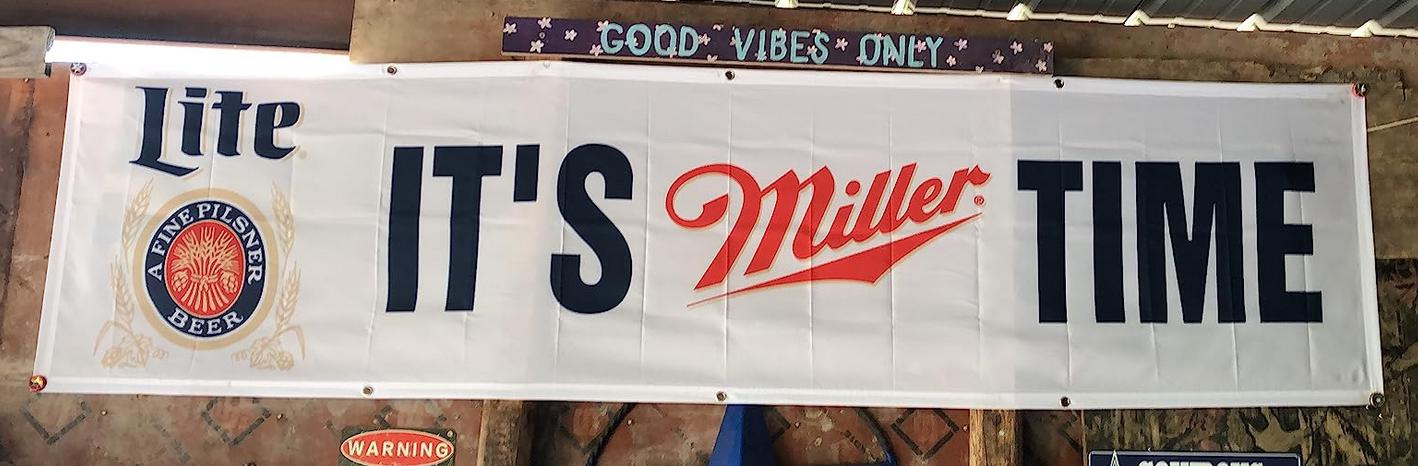 GOOD VIBES ONLY
Lite
A FINE PILSNER
BEER
IT'S Miller® TIME
WARNING